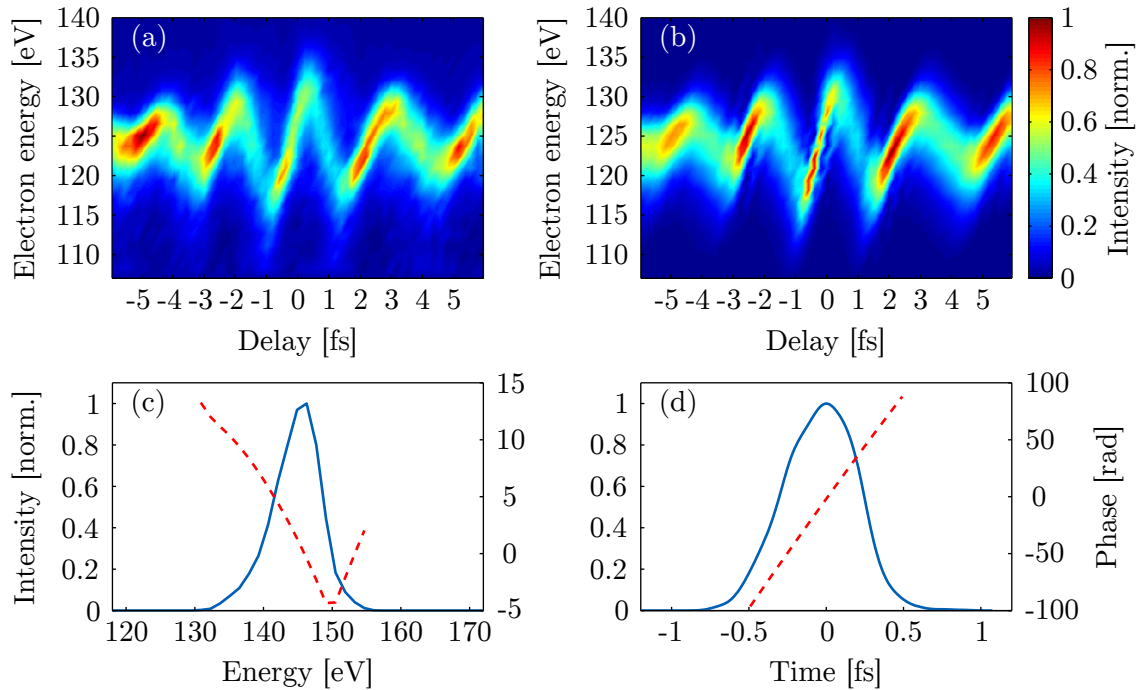 (a)
Electron energy [eV]
140
135
130
125
120
115
110
-5 -4 -3 -2 -1 0 1 2 3 4 5
Delay [fs]
(b)
Electron energy [eV]
140
135
130
125
120
115
110
-5 -4 -3 -2 -1 0 1 2 3 4 5
Delay [fs]
1
0.8
0.6
0.4
0.2
0
Intensity [norm.]
(c)
Intensity [norm.]
1
0.8
0.6
0.4
0.2
0
15
10
5
0
-5
120 130 140 150 160 170
Energy [eV]
(d)
1
0.8
0.6
0.4
0.2
0
100
50
0
-50
-100
Phase [rad]
-1 -0.5 0 0.5 1
Time [fs]